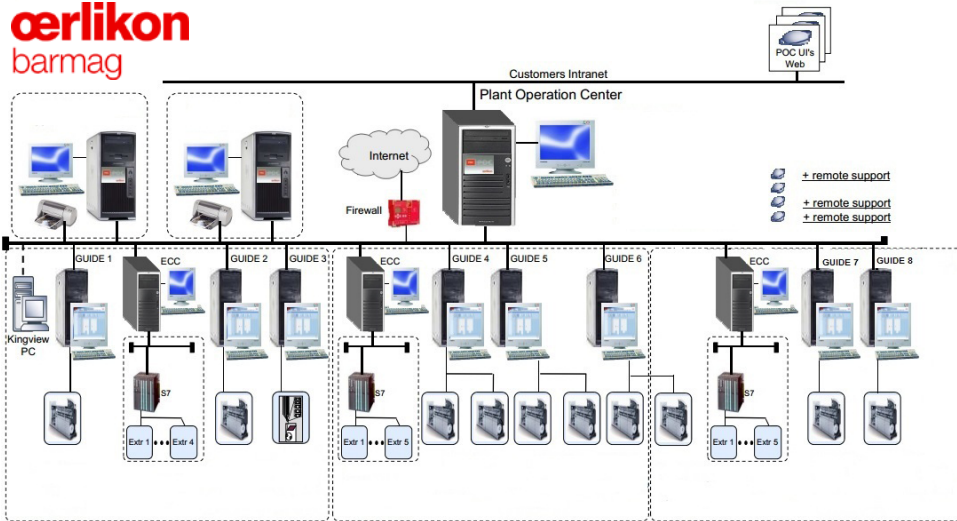 œrlikon
barmag
POC UI's
Web
Customers Intranet
Plant Operation Center
Internet
Firewall
+ remote support
+ remote support
+ remote support
GUIDE 1
ECC
GUIDE 2
GUIDE 3
ECC
GUIDE 4
GUIDE 5
GUIDE 6
ECC
GUIDE 7
GUIDE 8
Kingview
PC
S7
S7
S7
Extr 1
Extr 4
Extr 1
Extr 5
Extr 1
Extr 5